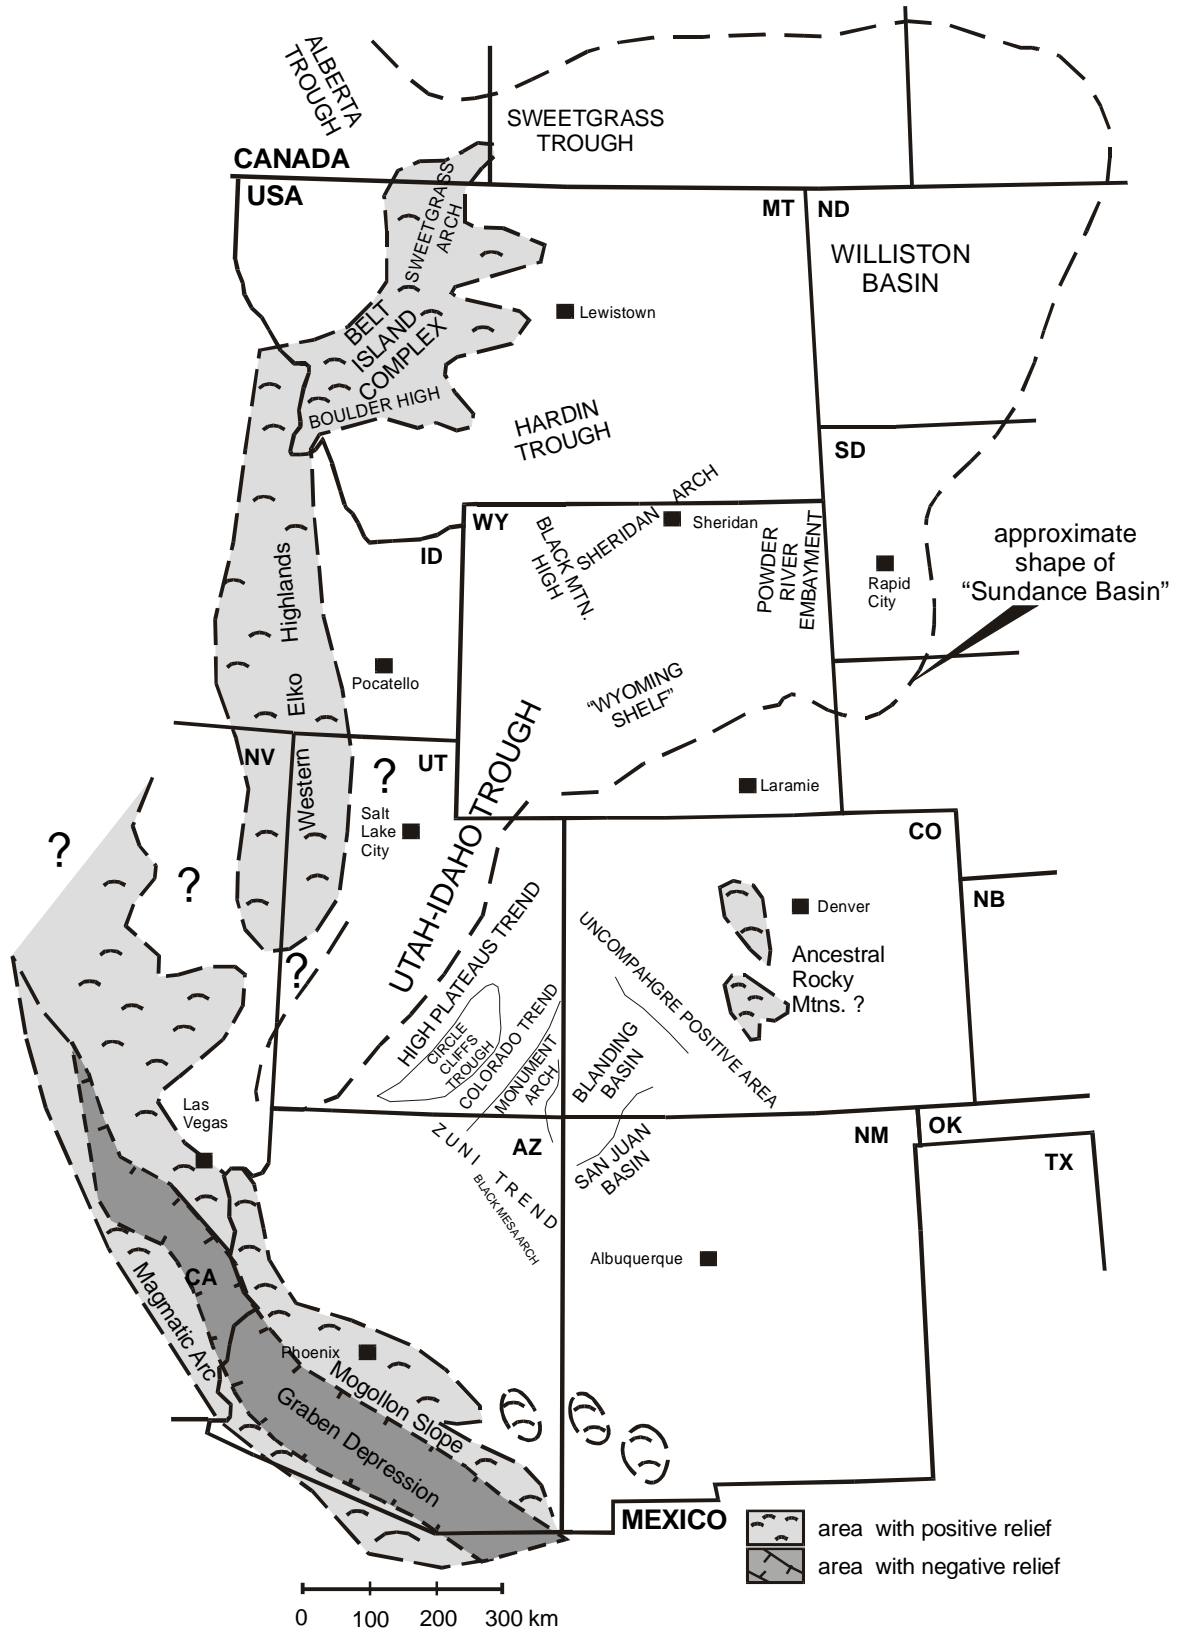 ALBERTA
TROUGH
SWEETGRASS
TROUGH
CANADA
USA
MT
ND
SWEETGRASS
ARCH
WILLISTON
BASIN
Lewistown
BELT
ISLAND
COMPLEX
BOULDER HIGH
HARDIN
TROUGH
SD
WY
SHERIDAN ARCH
Sheridan
BLACK MTN.
HIGH
POWDER
RIVER
EMBAYMENT
ID
Rapid
City
approximate
shape of
“Sundance Basin”
Western Elko Highlands
Pocatello
“WYOMING
SHELF”
NV
UT
?
UTAH-IDAHO TROUGH
Salt
Lake
City
Laramie
CO
?
?
NB
Denver
Ancestral
Rocky
Mtns. ?
?
HIGH PLATEAUS TREND
UNCOMPAHGRE POSITIVE AREA
CIRCLE
CLIFFS
TROUGH
COLORADO TREND
MONUMENT
ARCH
BLANDING
BASIN
Las
Vegas
ZUNI TREND
AZ
SAN JUAN
BASIN
NM
OK
TX
BLACK MESA ARCH
Albuquerque
CA
Magmatic Arc
Phoenix
Mogollon Slope
Graben Depression
MEXICO
area with positive relief
area with negative relief
0 100 200 300 km